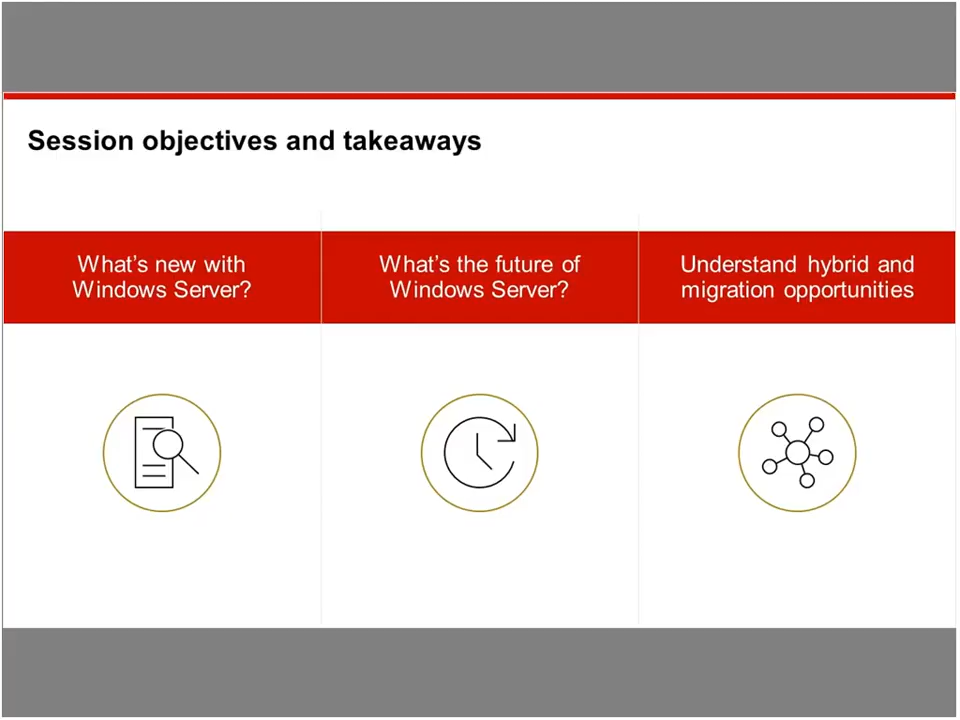 Session objectives and takeaways
What's new with
Windows Server?
What's the future of
Windows Server?
Understand hybrid and
migration opportunities